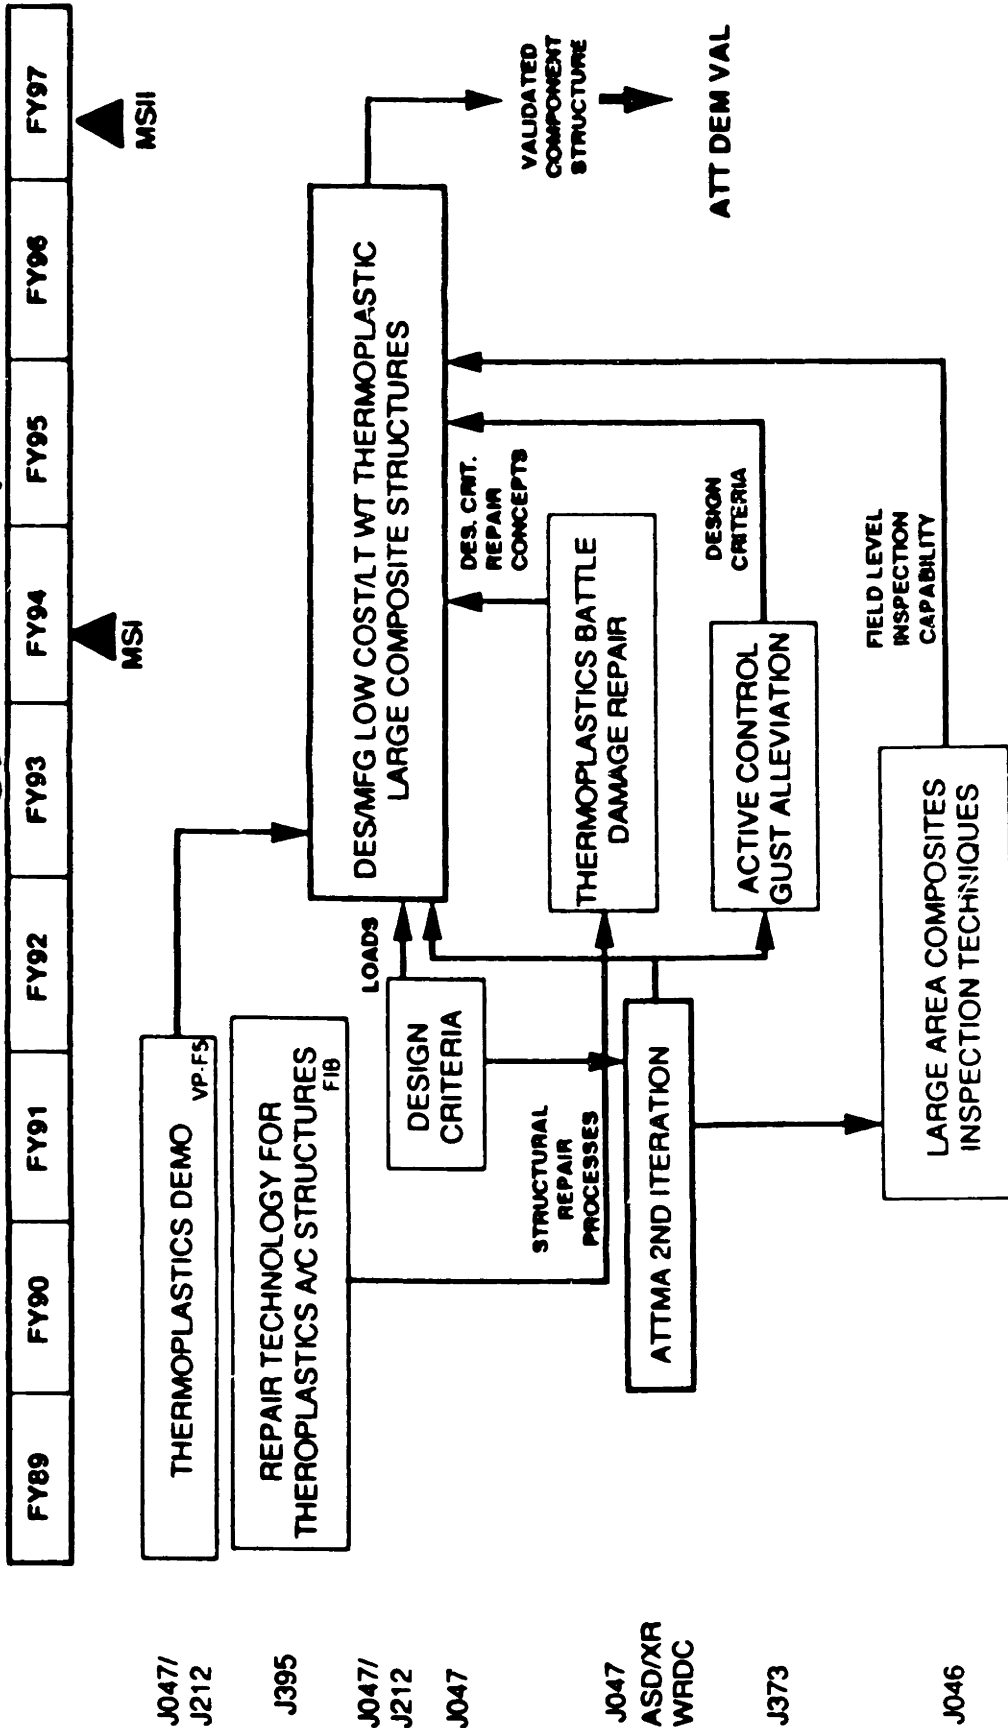 FY89
FY90
FY91
FY92
FY93
FY94
FY95
FY96
FY97
MSI
MSII
J047/
J212
THERMOPLASTICS DEMO
VP-FS
J395
REPAIR TECHNOLOGY FOR
THEROPLASTICS A/C STRUCTURES
FIB
J047/
J212
DES/MFG LOW COST/LT WT THERMOPLASTIC
LARGE COMPOSITE STRUCTURES
LOADS
J047
DESIGN
CRITERIA
DES. CRIT.
REPAIR
CONCEPTS
VALIDATED
COMPONENT
STRUCTURE
ATT DEM VAL
STRUCTURAL
REPAIR
PROCESSES
THERMOPLASTICS BATTLE
DAMAGE REPAIR
J047
ASD/XR
WRDC
ATTMA 2ND ITERATION
J373
ACTIVE CONTROL
GUST ALLEVIATION
DESIGN
CRITERIA
FIELD LEVEL
INSPECTION
CAPABILITY
J046
LARGE AREA COMPOSITES
INSPECTION TECHNIQUES